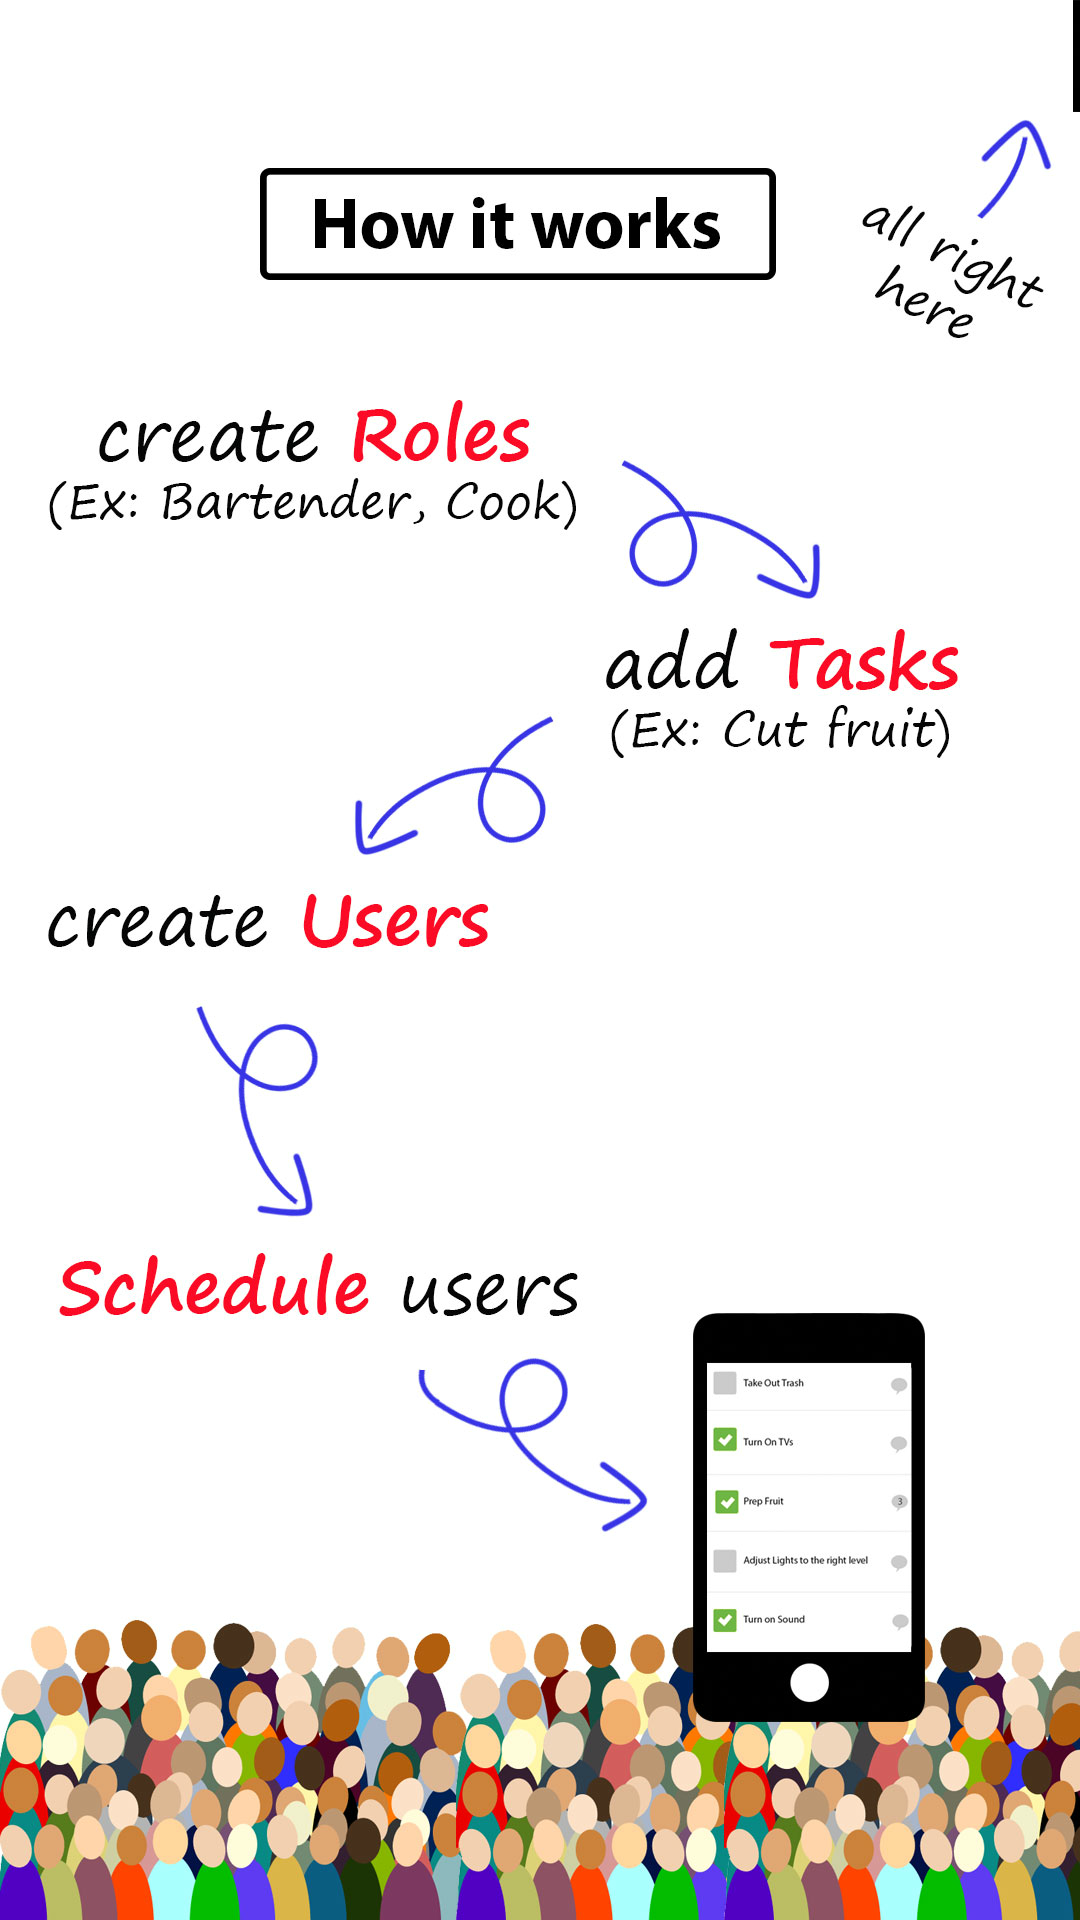 How it works
all right
here
create Roles
(Ex: Bartender, Cook)
add Tasks
(Ex: Cut fruit)
create Users
Schedule users
Take Out Trash
Turn On TVs
Prep Fruit
3
Adjust Lights to the right level
Turn on Sound